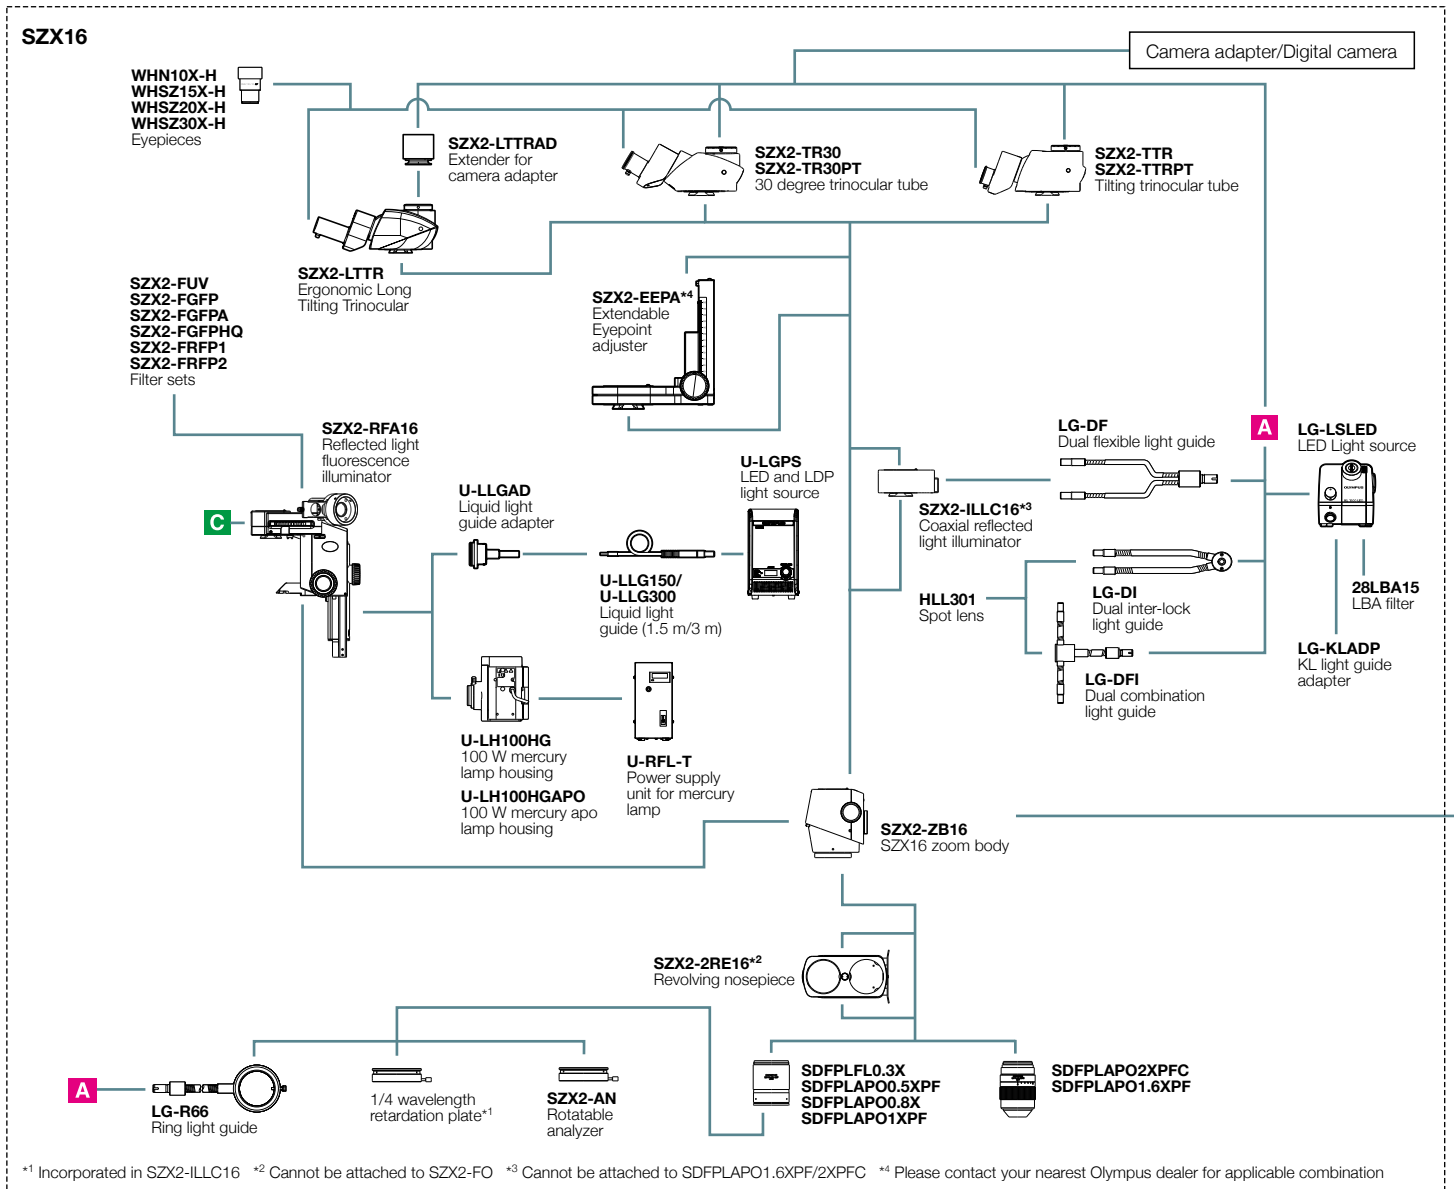 SZX16
Camera adapter/Digital camera
WHN10X-H
WHSZ15X-H
WHSZ20X-H
WHSZ30X-H
Eyepieces
SZX2-LTTRAD
Extender for
camera adapter
SZX2-TR30
SZX2-TR30PT
30 degree trinocular tube
SZX2-TTR
SZX2-TTRPT
Tilting trinocular tube
SZX2-LTTR
Ergonomic Long
Tilting Trinocular
SZX2-FUV
SZX2-FGFP
SZX2-FGFPA
SZX2-FGFPHQ
SZX2-FRFP1
SZX2-FRFP2
Filter sets
SZX2-EEPA*4
Extendable
Eyepoint
adjuster
SZX2-RFA16
Reflected light
fluorescence
illuminator
C
U-LLGAD
Liquid light
guide adapter
U-LLG150/
U-LLG300
Liquid light
guide (1.5 m/3 m)
U-LGPS
LED and LDP
light source
SZX2-ILLC16*3
Coaxial reflected
light illuminator
LG-DF
Dual flexible light guide
A
LG-LSLED
LED Light source
OLYMPUS
HLL301
Spot lens
LG-DI
Dual inter-lock
light guide
28LBA15
LBA filter
LG-KLADP
KL light guide
adapter
LG-DFI
Dual combination
light guide
U-LH100HG
100 W mercury
lamp housing
U-LH100HGAPO
100 W mercury apo
lamp housing
U-RFL-T
Power supply
unit for mercury
lamp
SZX2-ZB16
SZX16 zoom body
SZX2-2RE16*2
Revolving nosepiece
A
LG-R66
Ring light guide
1/4 wavelength
retardation plate*1
SZX2-AN
Rotatable
analyzer
SDFPLFL0.3X
SDFPLAPO0.5XPF
SDFPLAPO0.8X
SDFPLAPO1XPF
SDFPLAPO2XPFC
SDFPLAPO1.6XPF
*1 Incorporated in SZX2-ILLC16 *2 Cannot be attached to SZX2-FO *3 Cannot be attached to SDFPLAPO1.6XPF/2XPFC *4 Please contact your nearest Olympus dealer for applicable combination